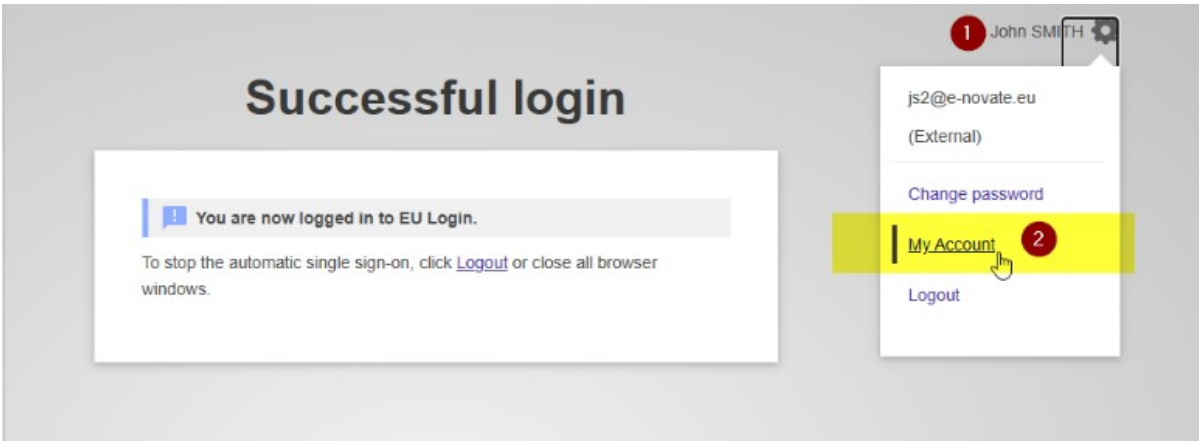 1 John SMITH
Successful login
js2@e-novate.eu
(External)
You are now logged in to EU Login.
To stop the automatic single sign-on, click Logout or close all browser
windows.
Change password
My Account 2
Logout